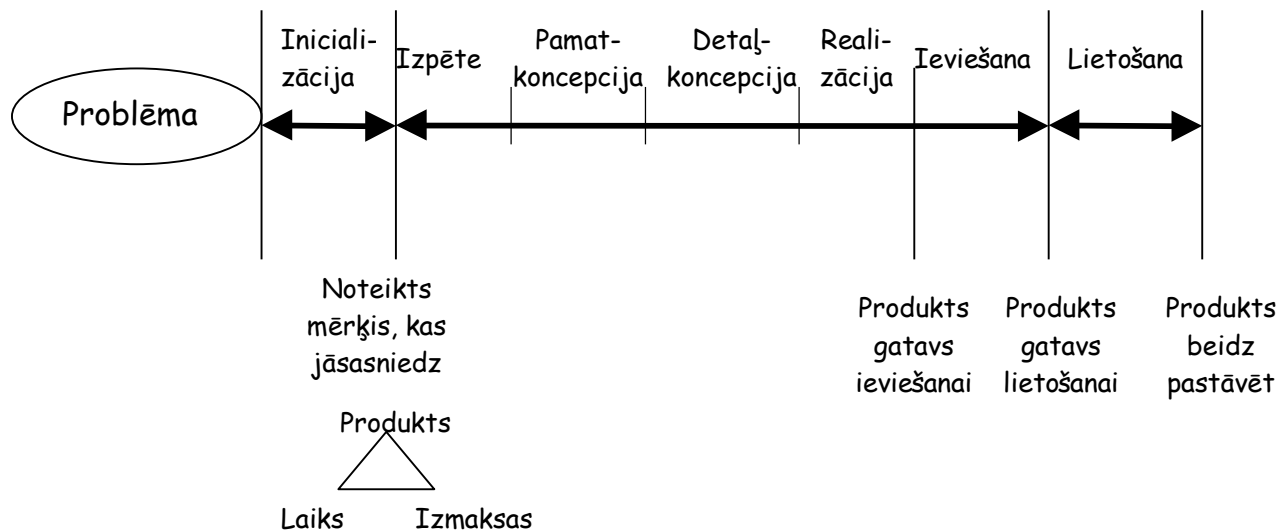 Problēma
Iniciali-
zācija
Izpēte
Pamat-
koncepcija
Detaļ-
koncepcija
Reali-
zācija
Ieviešana
Lietošana
Noteikts
mērķis, kas
jāsasniedz
Produkts
Laiks
Izmaksas
Produkts
gatavs
ieviešanai
Produkts
gatavs
lietošanai
Produkts
beidz
pastāvēt